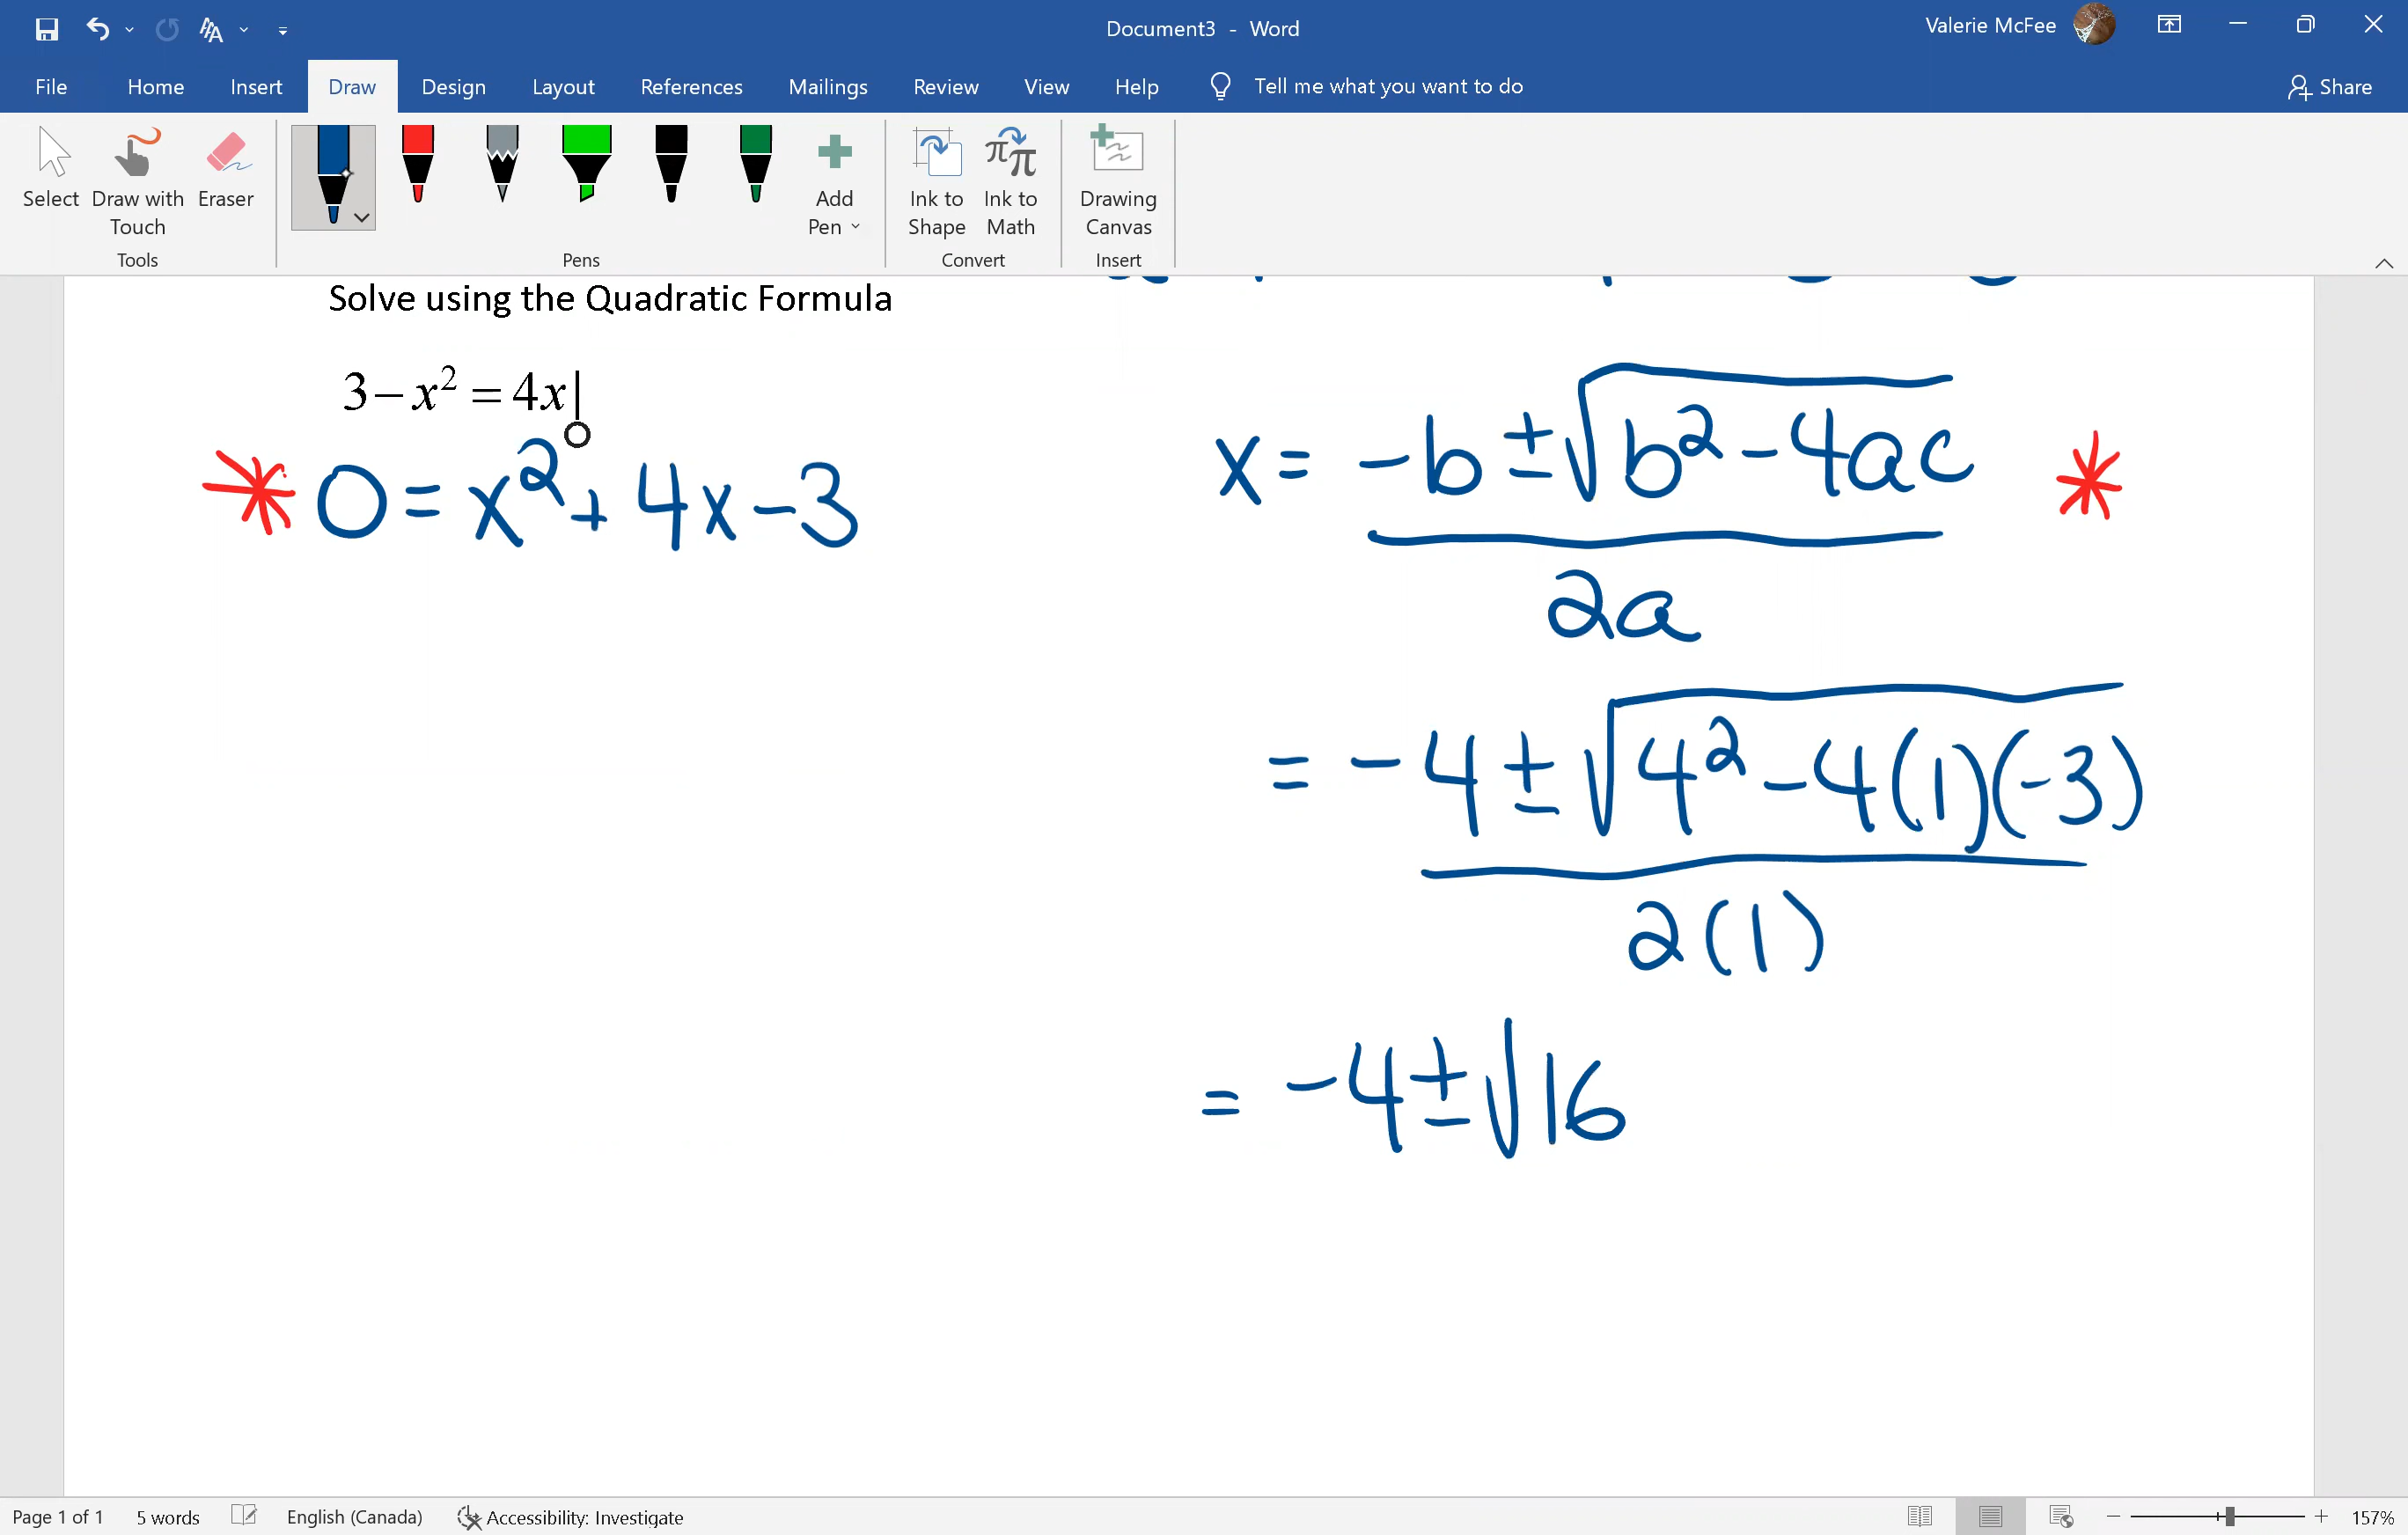 Document3 - Word
Valerie McFee
File Home Insert Draw Design Layout References Mailings Review View Help Tell me what you want to do Share
Select Draw with Touch Eraser
Add Pen
Ink to Shape Ink to Math
Drawing Canvas
Tools Pens Convert Insert
Solve using the Quadratic Formula
3 − x² = 4x
0 = x² + 4x − 3
x = −b ± √b² − 4ac
2a
= −4 ± √4² − 4(1)(−3)
2(1)
= −4 ± √16
Page 1 of 1 5 words English (Canada) Accessibility: Investigate 157%